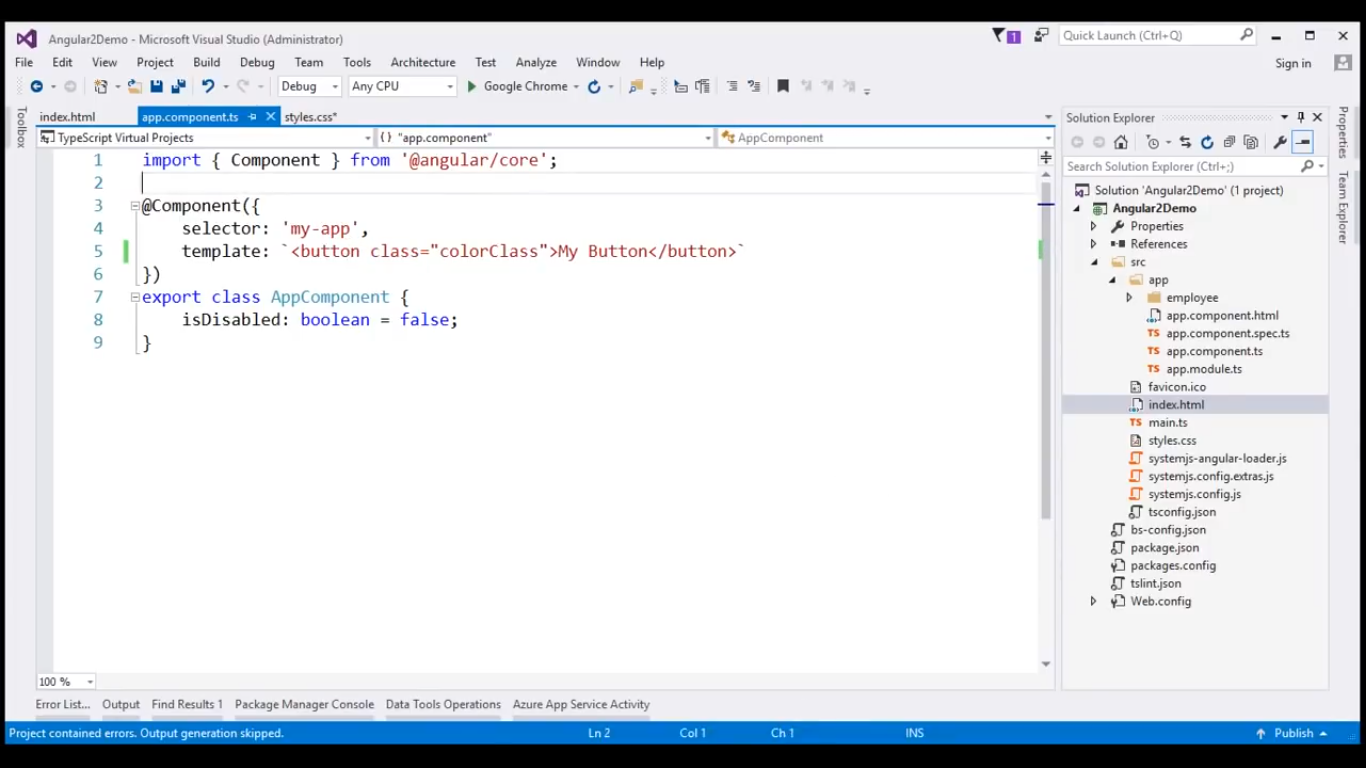 Angular2Demo - Microsoft Visual Studio (Administrator)
1
Quick Launch (Ctrl+Q)
File Edit View Project Build Debug Team Tools Architecture Test Analyze Window Help
Sign in
Debug Any CPU Google Chrome
Toolbox
index.html app.component.ts styles.css*
TypeScript Virtual Projects {} "app.component" AppComponent
1 import { Component } from '@angular/core';
2
3 @Component({
4 selector: 'my-app',
5 template: `<button class="colorClass">My Button</button>`
6 })
7 export class AppComponent {
8 isDisabled: boolean = false;
9 }
100 %
Solution Explorer
Search Solution Explorer (Ctrl+;)
Solution 'Angular2Demo' (1 project)
Angular2Demo
Properties
References
src
app
employee
app.component.html
app.component.spec.ts
app.component.ts
app.module.ts
favicon.ico
index.html
main.ts
styles.css
systemjs-angular-loader.js
systemjs.config.extras.js
systemjs.config.js
tsconfig.json
bs-config.json
package.json
packages.config
tslint.json
Web.config
Properties
Team Explorer
Error List... Output Find Results 1 Package Manager Console Data Tools Operations Azure App Service Activity
Project contained errors. Output generation skipped. Ln 2 Col 1 Ch 1 INS Publish